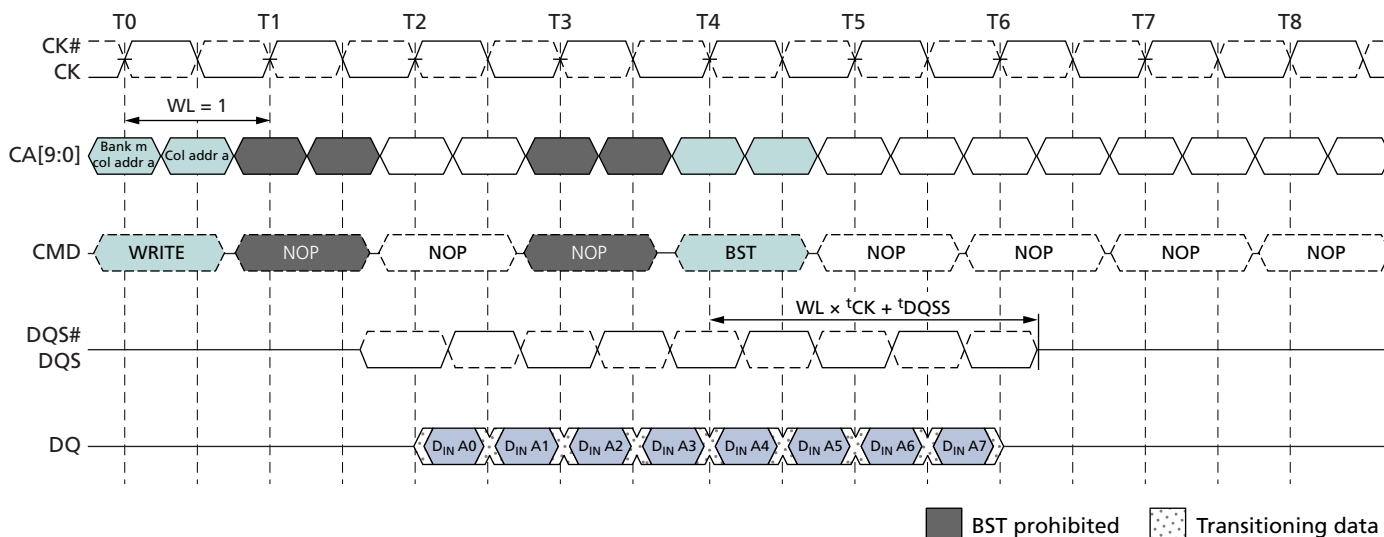 T0 T1 T2 T3 T4 T5 T6 T7 T8
CK#
CK
WL = 1
CA[9:0] Bank m col addr a Col addr a
CMD WRITE NOP NOP NOP BST NOP NOP NOP NOP
WL × tCK + tDQSS
DQS#
DQS
DQ DIN A0 DIN A1 DIN A2 DIN A3 DIN A4 DIN A5 DIN A6 DIN A7
BST prohibited Transitioning data